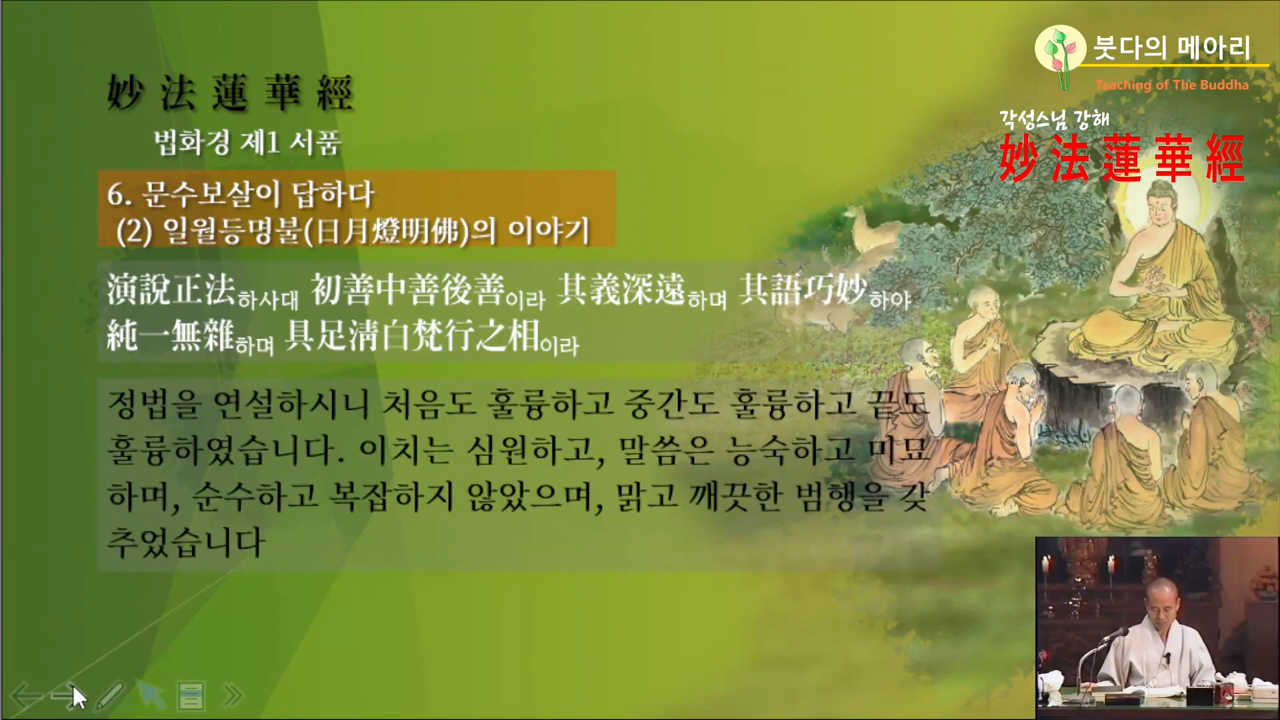 妙法蓮華經
법화경 제1 서품
6. 문수보살이 답하다
(2) 일월등명불(日月燈明佛)의 이야기
演說正法하사대 初善中善後善이라 其義深遠하며 其語巧妙하야
純一無雜하며 具足淸白梵行之相이라
정법을 연설하시니 처음도 훌륭하고 중간도 훌륭하고 끝도
훌륭하였습니다. 이치는 심원하고, 말씀은 능숙하고 미묘
하며, 순수하고 복잡하지 않았으며, 맑고 깨끗한 범행을 갖
추었습니다
붓다의 메아리
Teaching of The Buddha
각성스님 강해
妙法蓮華經